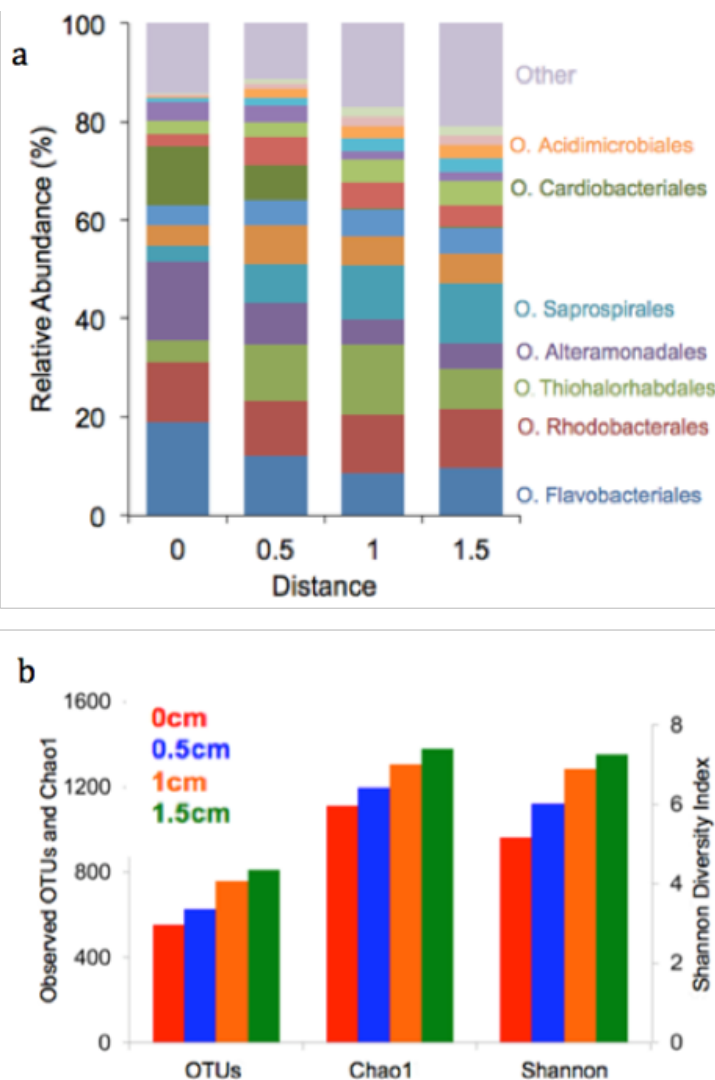 a
100
80
60
40
20
0
Relative Abundance (%)
Other
O. Acidimicrobiales
O. Cardiobacteriales
O. Saprospirales
O. Alteramonadales
O. Thiohalorhabdales
O. Rhodobacterales
O. Flavobacteriales
0 0.5 1 1.5
Distance
b
1600
1200
800
400
0
Observed OTUs and Chao1
0cm
0.5cm
1cm
1.5cm
8
6
4
2
0
Shannon Diversity Index
OTUs Chao1 Shannon